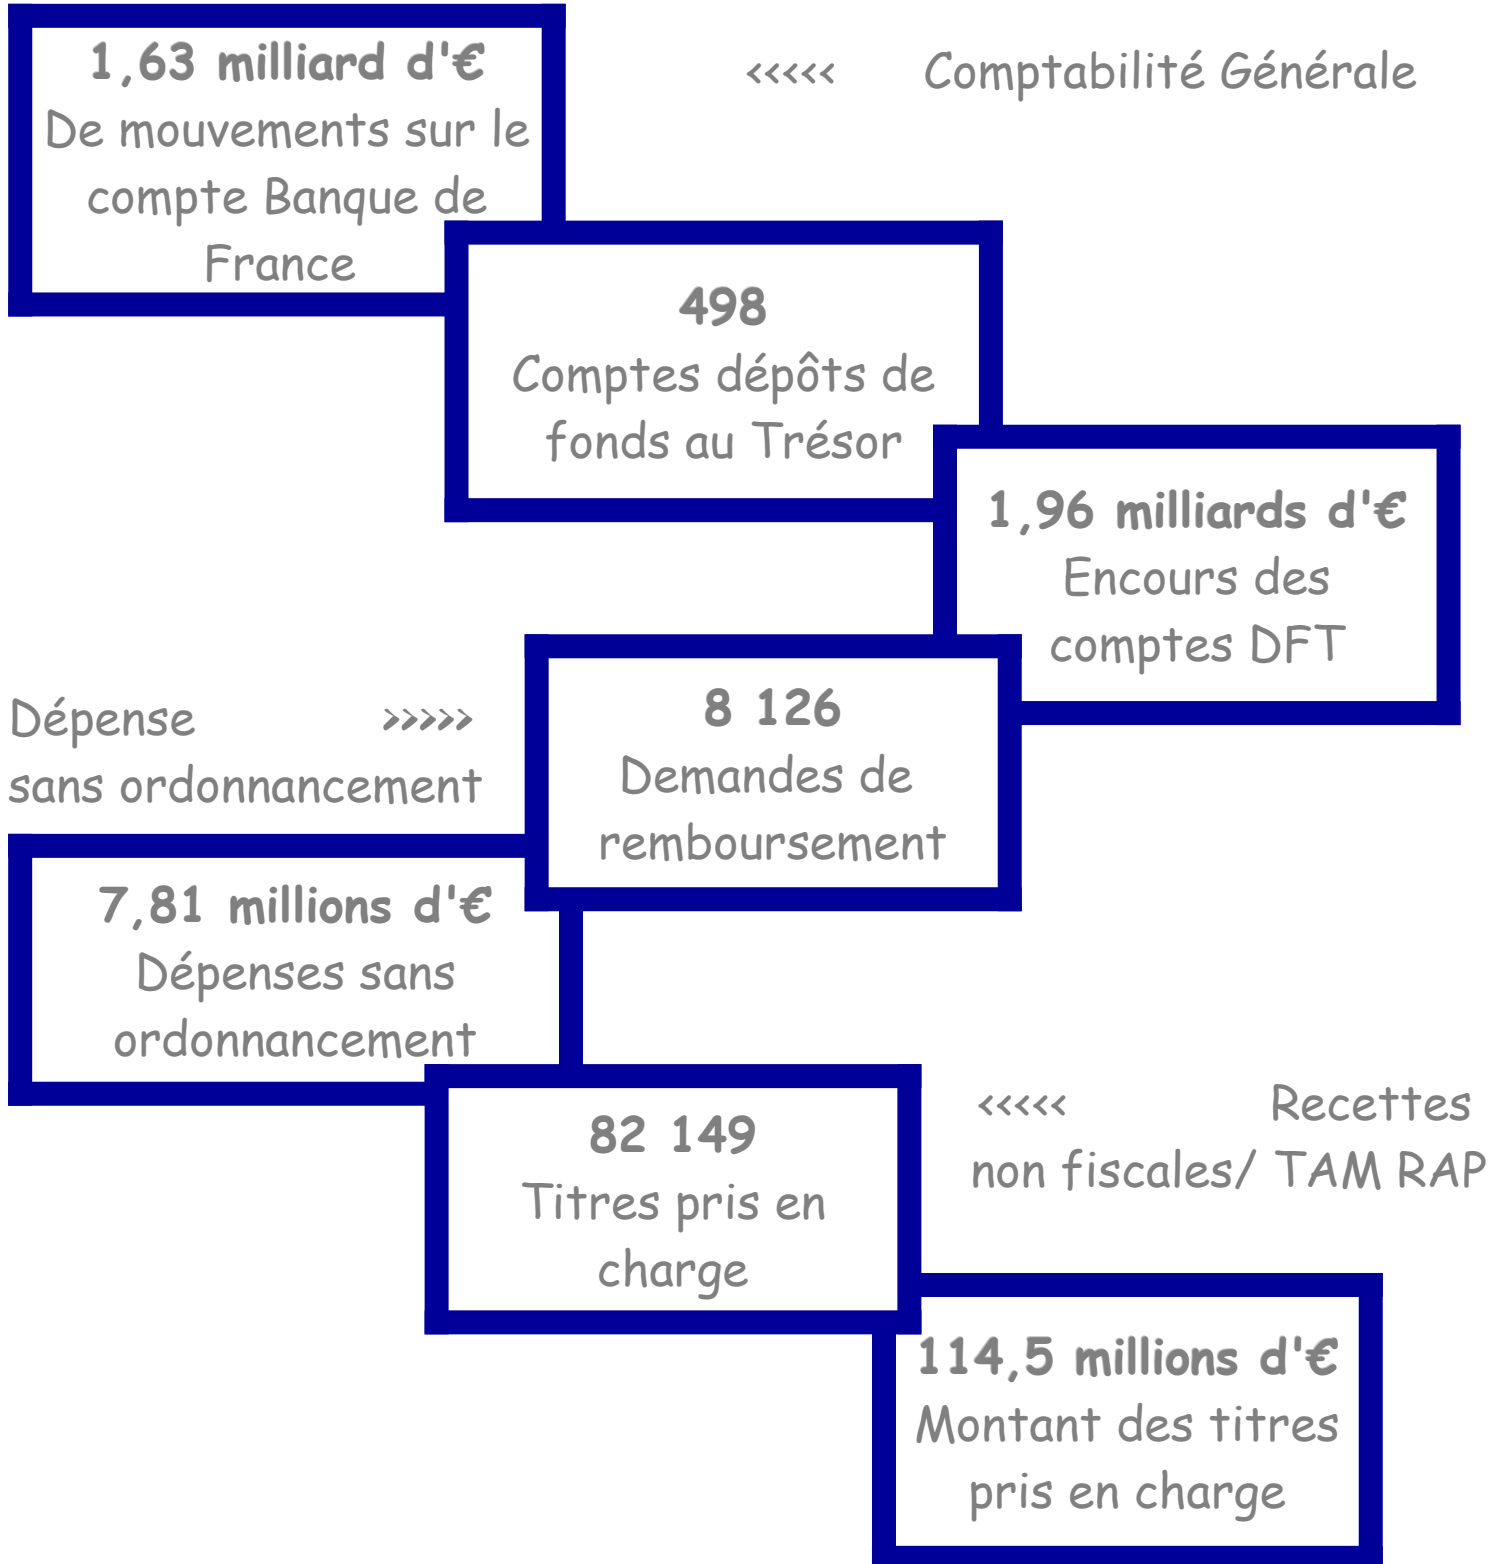 1,63 milliard d'€
De mouvements sur le
compte Banque de
France
<<<<< Comptabilité Générale
498
Comptes dépôts de
fonds au Trésor
1,96 milliards d'€
Encours des
comptes DFT
Dépense >>>>>
sans ordonnancement
8 126
Demandes de
remboursement
7,81 millions d'€
Dépenses sans
ordonnancement
82 149
Titres pris en
charge
<<<<< Recettes
non fiscales/ TAM RAP
114,5 millions d'€
Montant des titres
pris en charge